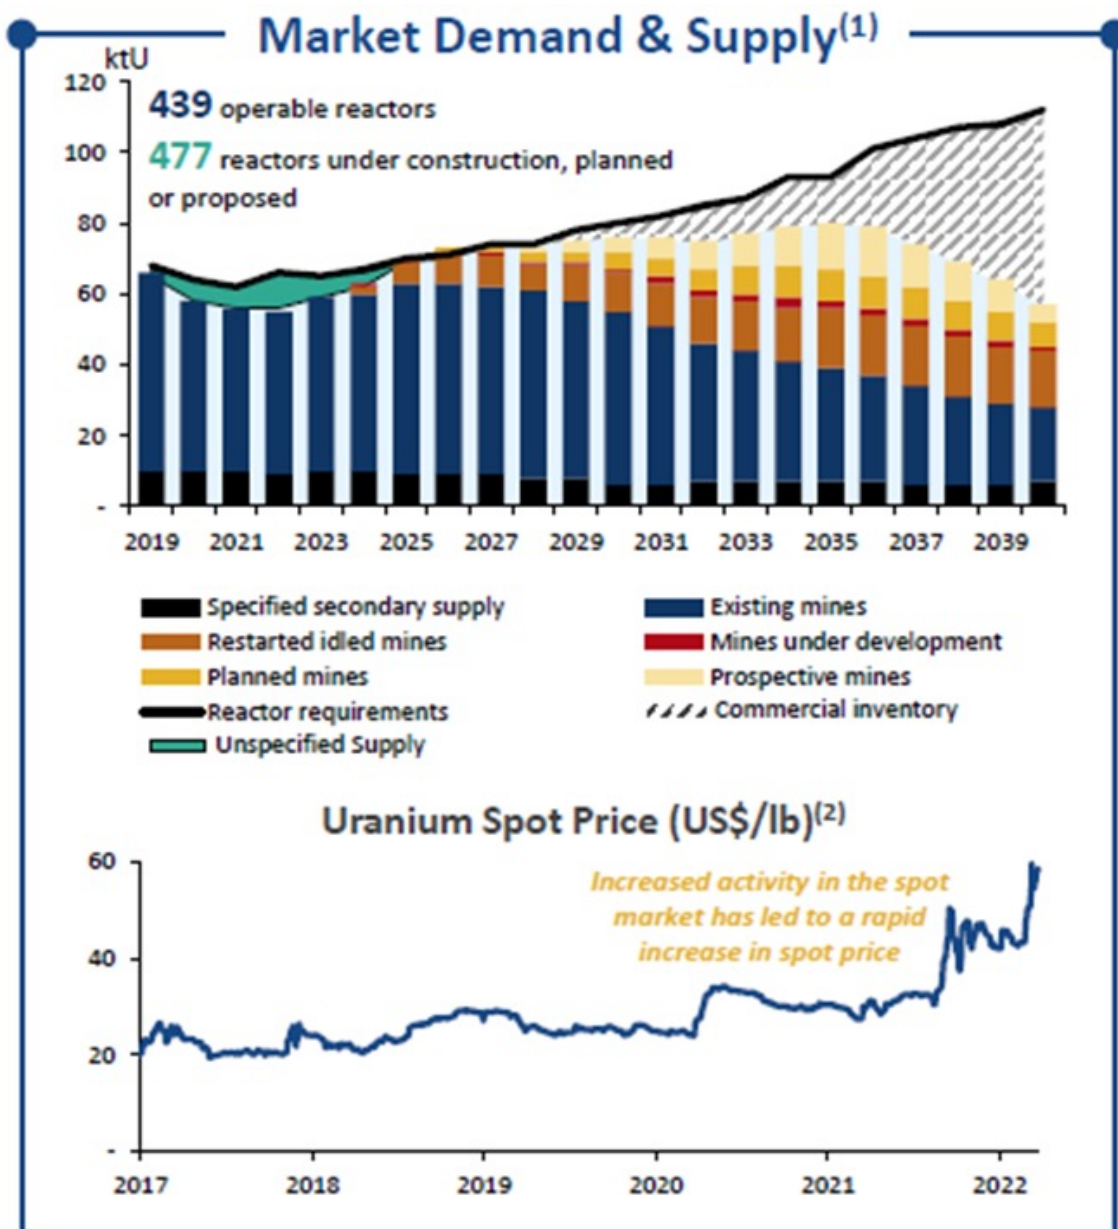 Market Demand & Supply(1)
ktU
120
439 operable reactors
477 reactors under construction, planned
or proposed
100
80
60
40
20
-
2019 2021 2023 2025 2027 2029 2031 2033 2035 2037 2039
Specified secondary supply Existing mines
Restarted idled mines Mines under development
Planned mines Prospective mines
Reactor requirements Commercial inventory
Unspecified Supply
Uranium Spot Price (US$/lb)(2)
60
Increased activity in the spot
market has led to a rapid
increase in spot price
40
20
-
2017 2018 2019 2020 2021 2022